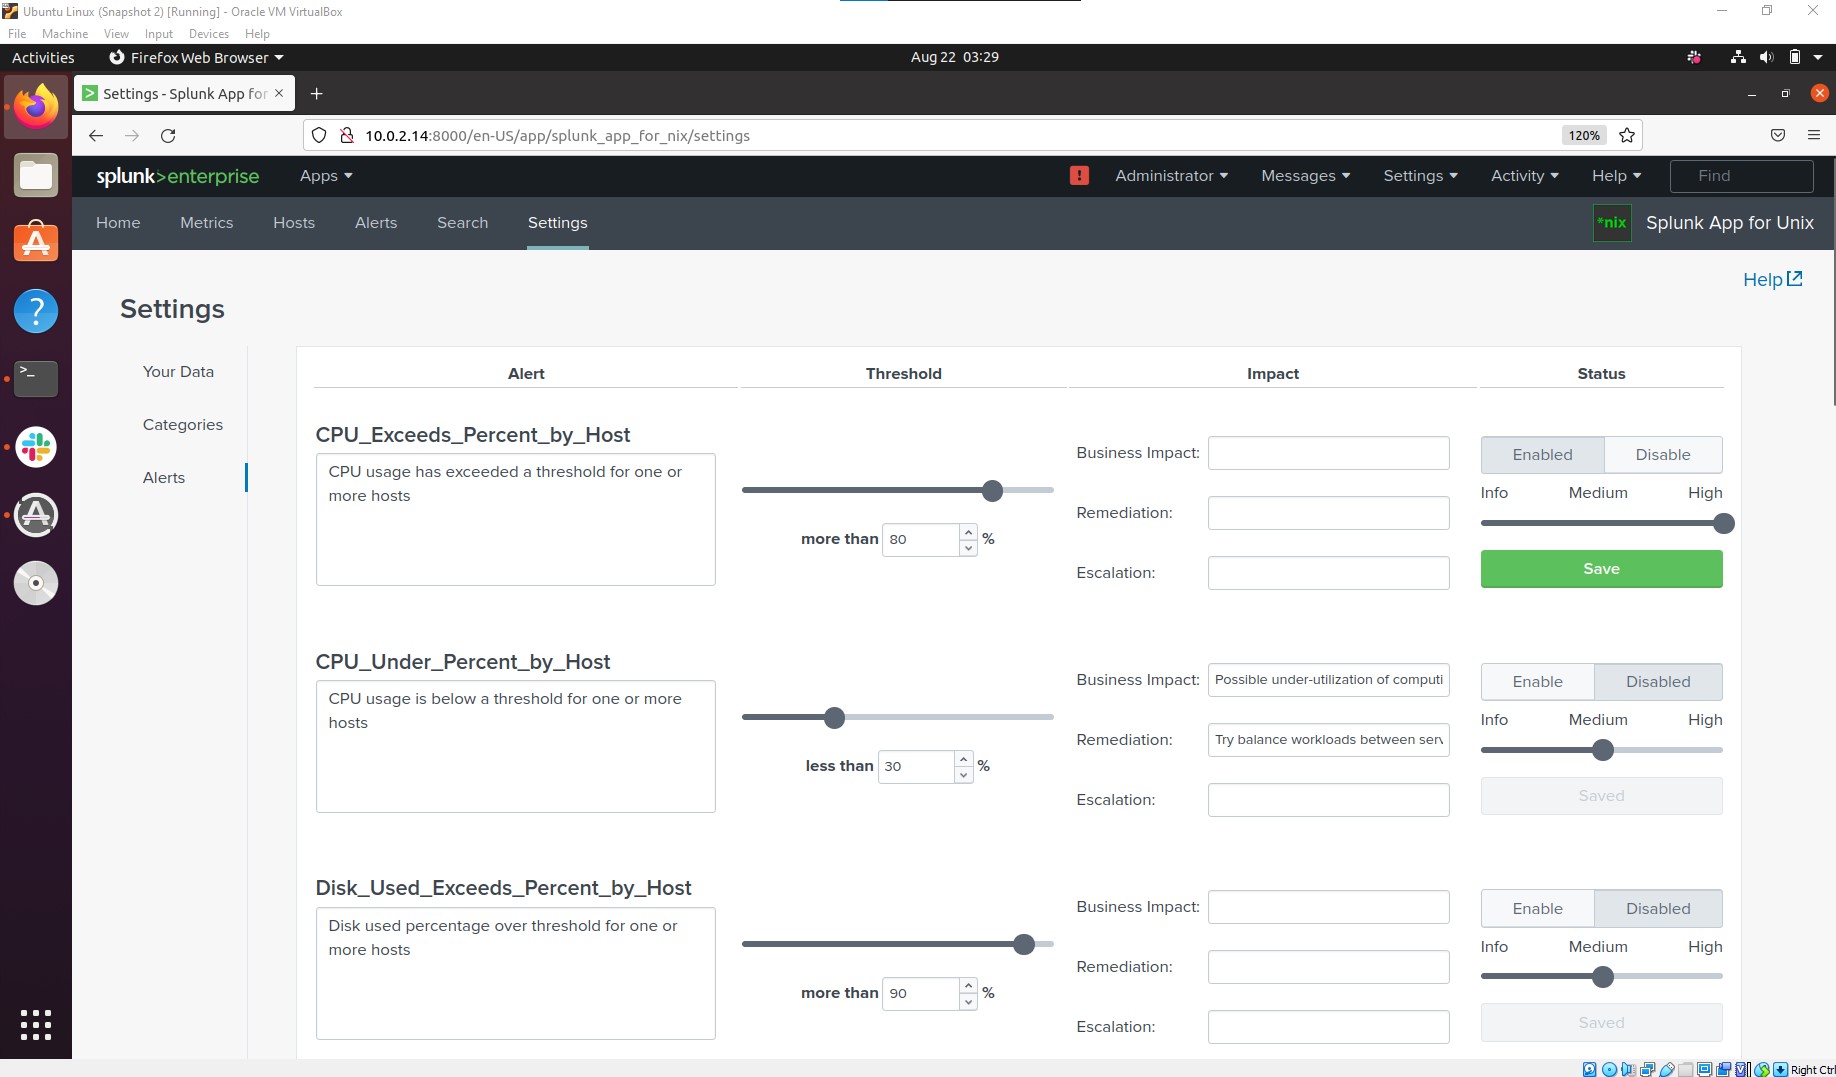 Ubuntu Linux (Snapshot 2) [Running] - Oracle VM VirtualBox
File Machine View Input Devices Help
Activities Firefox Web Browser Aug 22 03:29
Settings - Splunk App for
10.0.2.14:8000/en-US/app/splunk_app_for_nix/settings 120%
splunk>enterprise Apps Administrator Messages Settings Activity Help Find
Home Metrics Hosts Alerts Search Settings *nix Splunk App for Unix
Help
Settings
Your Data
Categories
Alerts
Alert Threshold Impact Status
CPU_Exceeds_Percent_by_Host
CPU usage has exceeded a threshold for one or
more hosts
more than 80 %
Business Impact:
Remediation:
Escalation:
Enabled Disable
Info Medium High
Save
CPU_Under_Percent_by_Host
CPU usage is below a threshold for one or more
hosts
less than 30 %
Business Impact: Possible under-utilization of computi
Remediation: Try balance workloads between serv
Escalation:
Enable Disabled
Info Medium High
Saved
Disk_Used_Exceeds_Percent_by_Host
Disk used percentage over threshold for one or
more hosts
more than 90 %
Business Impact:
Remediation:
Escalation:
Enable Disabled
Info Medium High
Saved
Right Ctrl